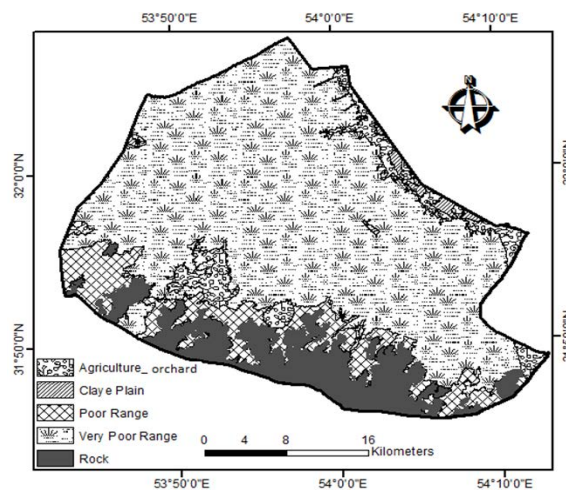 53°50'0"E 54°0'0"E 54°10'0"E
N
32°0'0"N
31°50'0"N
Agriculture_ orchard
Claye Plain
Poor Range
Very Poor Range
Rock
0 4 8 16
Kilometers
53°50'0"E 54°0'0"E 54°10'0"E